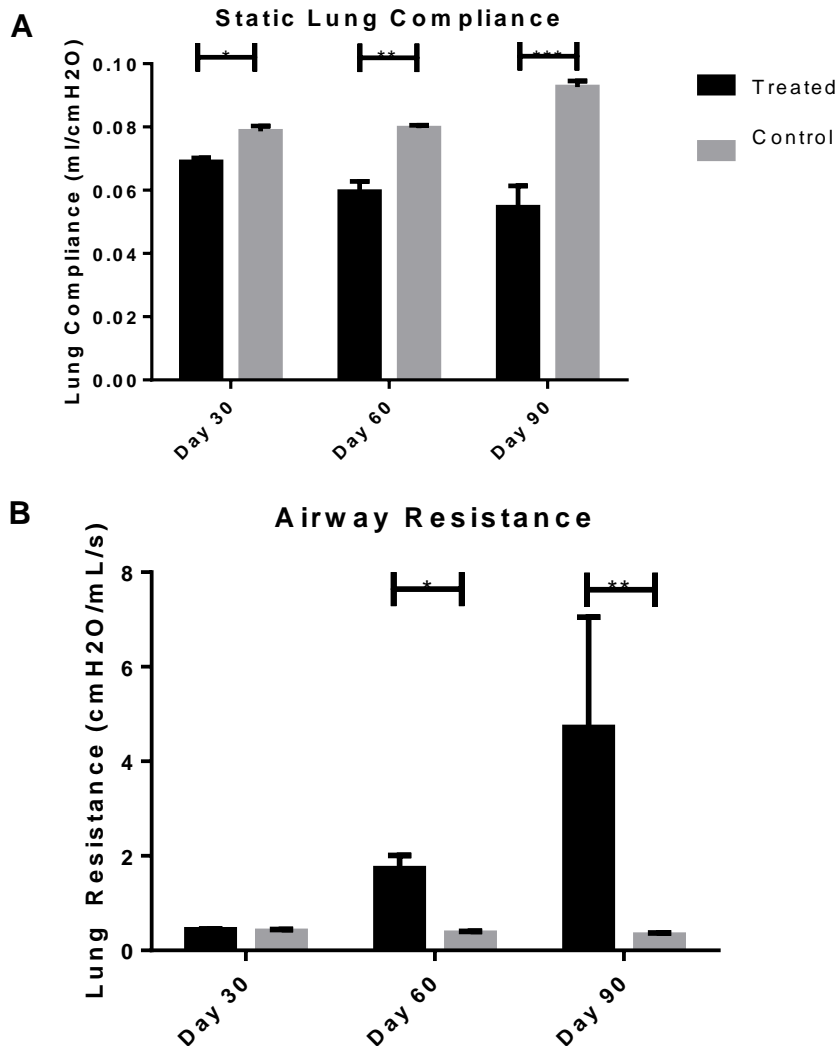 A
Static Lung Compliance
Lung Compliance (ml/cmH2O)
0.10
0.08
0.06
0.04
0.02
0.00
*
**
***
Day 30
Day 60
Day 90
Treated
Control
B
Airway Resistance
Lung Resistance (cmH2O/mL/s)
8
6
4
2
0
*
**
Day 30
Day 60
Day 90